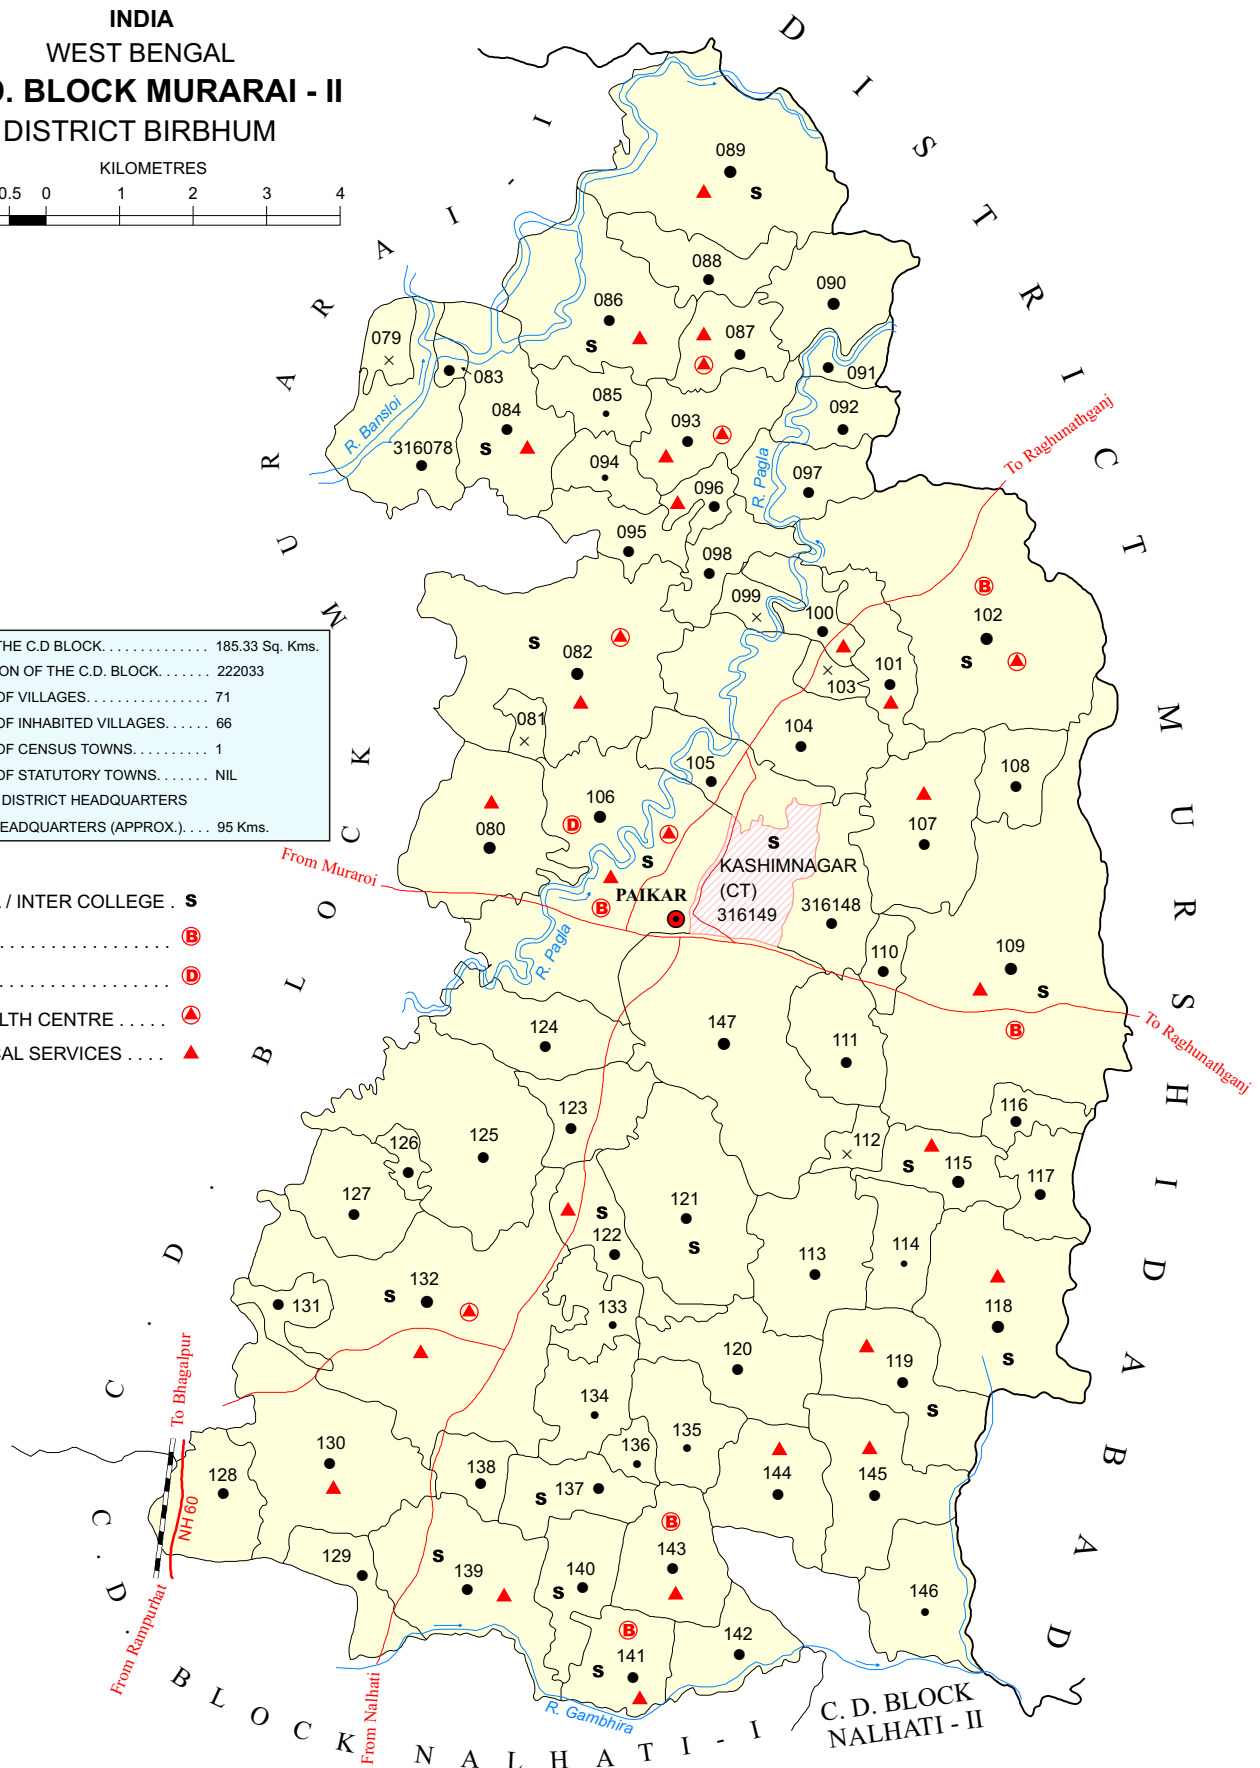 INDIA
WEST BENGAL
D. BLOCK MURARAI - II
DISTRICT BIRBHUM
KILOMETRES
0.5 0 1 2 3 4
THE C.D BLOCK. . . . . . . . . . . . . 185.33 Sq. Kms.
ON OF THE C.D. BLOCK. . . . . . . 222033
OF VILLAGES. . . . . . . . . . . . . . . 71
OF INHABITED VILLAGES. . . . . . 66
OF CENSUS TOWNS. . . . . . . . . . 1
OF STATUTORY TOWNS. . . . . . . NIL
DISTRICT HEADQUARTERS
EADQUARTERS (APPROX.). . . . 95 Kms.
/ INTER COLLEGE . S
. . . . . . . . . . . . . . . . . B
. . . . . . . . . . . . . . . . . D
LTH CENTRE . . . . .
CAL SERVICES . . . .
DISTRICT MURSHIDABAD
C. D. BLOCK MURARAI - I
C. D. BLOCK NALHATI - I
C. D. BLOCK
NALHATI - II
089
S
088
090
086
S
087
079
083
091
085
084
S
092
093
R. Bansloi
316078
094
R. Pagla
097
096
095
098
To Raghunathganj
099
100
B
102
S
S
082
103
101
081
104
105
108
106
D
080
107
S
S
KASHIMNAGAR
(CT)
316149
From Muraroi
PAIKAR
B
316148
R. Pagla
110
109
S
B
To Raghunathganj
124
147
111
123
116
126
125
112
S
115
117
127
121
S
S
122
113
114
132
S
131
133
118
S
120
119
S
To Bhagalpur
134
135
136
130
128
138
137
S
144
145
NH 60
B
143
129
S
139
140
S
146
From Rampurhat
B
141
S
142
From Nalhati
R. Gambhira